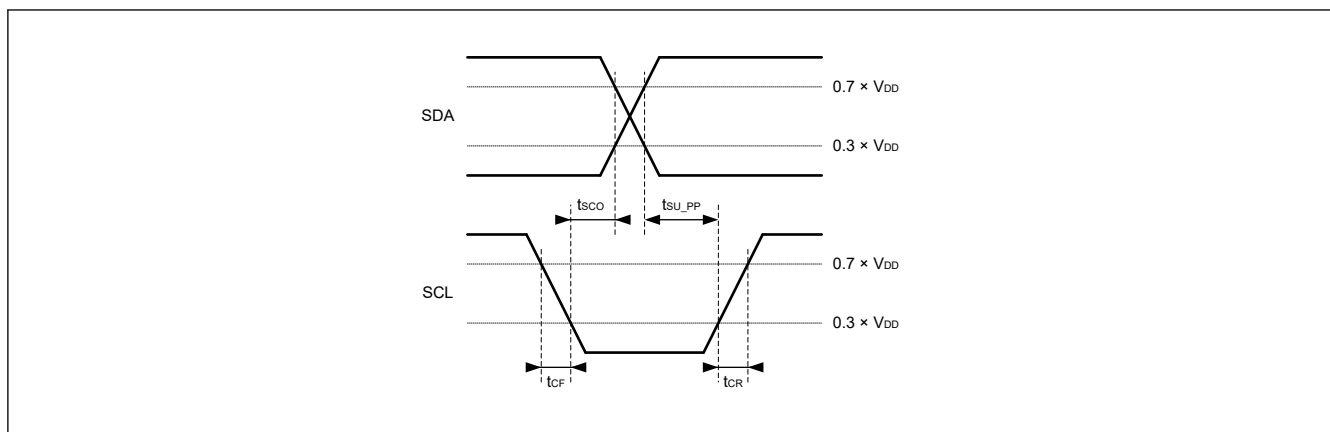 0.7 × VDD
SDA
0.3 × VDD
tSCO
tSU_PP
0.7 × VDD
SCL
0.3 × VDD
tCF
tCR